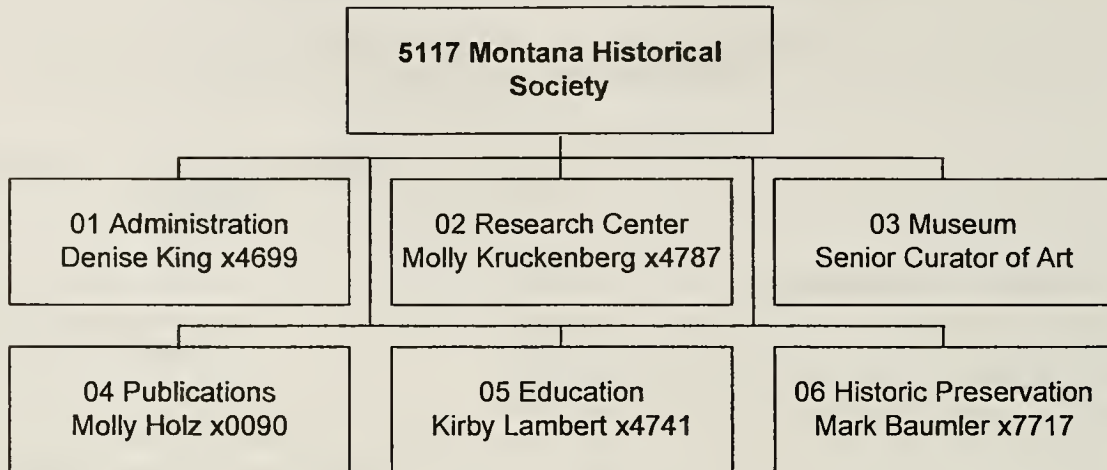 5117 Montana Historical
Society
01 Administration
Denise King x4699
02 Research Center
Molly Kruckenberg x4787
03 Museum
Senior Curator of Art
04 Publications
Molly Holz x0090
05 Education
Kirby Lambert x4741
06 Historic Preservation
Mark Baumler x7717